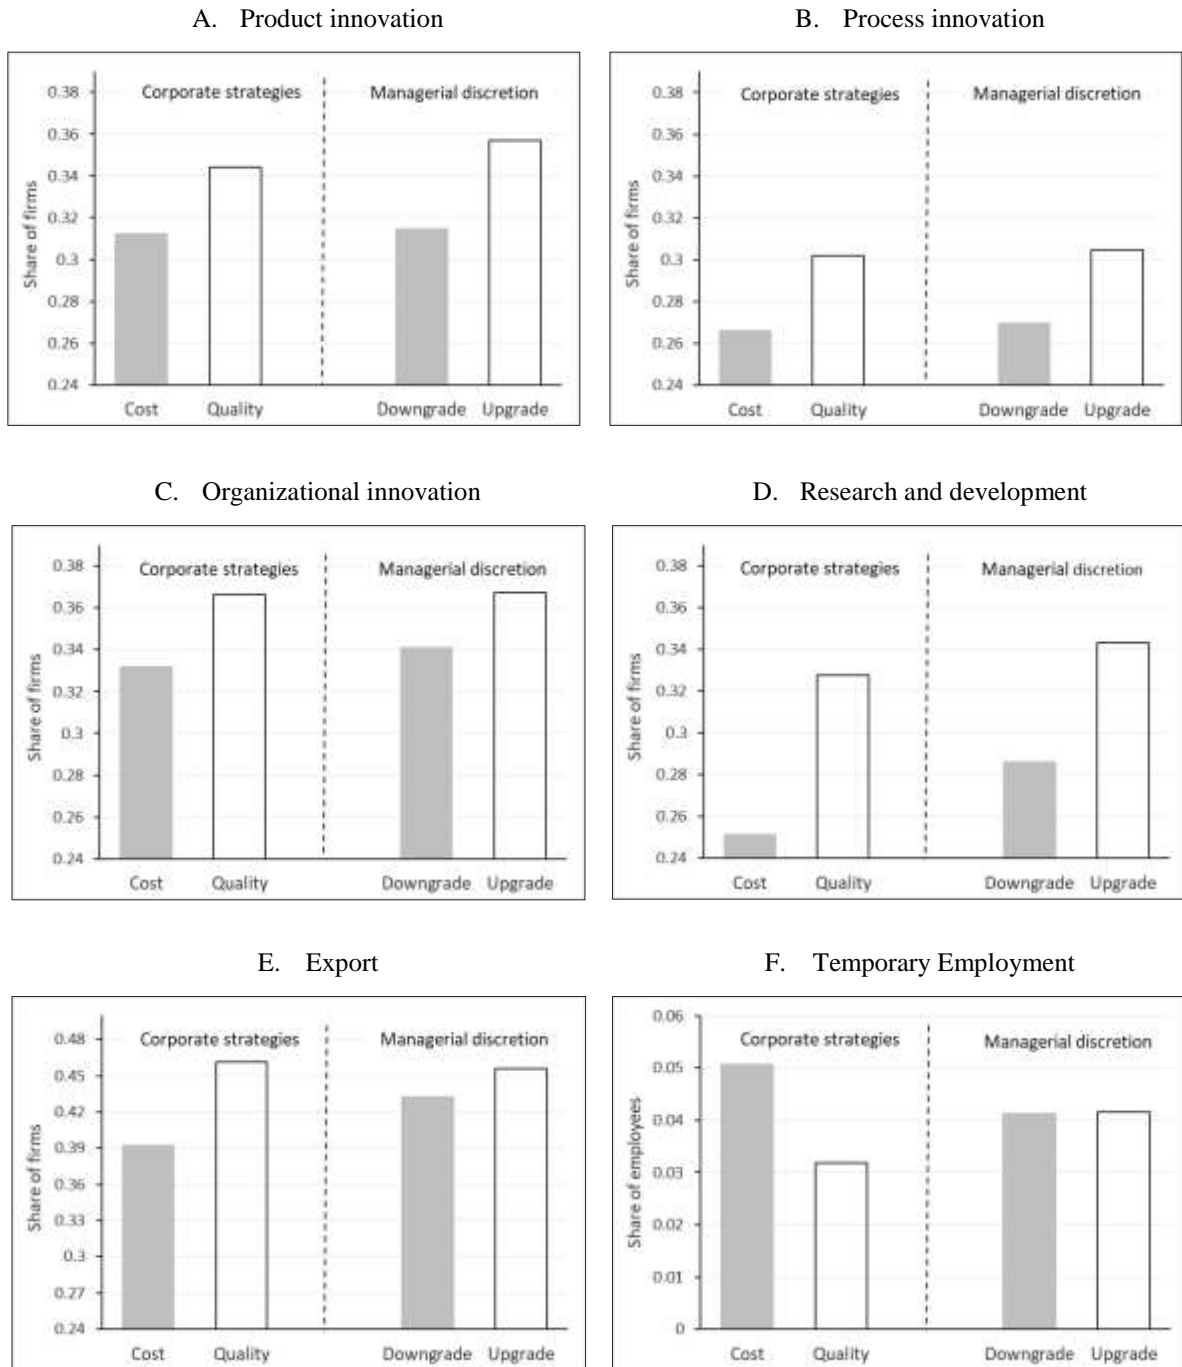 A. Product innovation
Corporate strategies
Managerial discretion
Share of firms
0.38
0.36
0.34
0.32
0.3
0.28
0.26
0.24
Cost
Quality
Downgrade
Upgrade
B. Process innovation
Corporate strategies
Managerial discretion
Share of firms
0.38
0.36
0.34
0.32
0.3
0.28
0.26
0.24
Cost
Quality
Downgrade
Upgrade
C. Organizational innovation
Corporate strategies
Managerial discretion
Share of firms
0.38
0.36
0.34
0.32
0.3
0.28
0.26
0.24
Cost
Quality
Downgrade
Upgrade
D. Research and development
Corporate strategies
Managerial discretion
Share of firms
0.38
0.36
0.34
0.32
0.3
0.28
0.26
0.24
Cost
Quality
Downgrade
Upgrade
E. Export
Corporate strategies
Managerial discretion
Share of firms
0.48
0.45
0.42
0.39
0.36
0.33
0.3
0.27
0.24
Cost
Quality
Downgrade
Upgrade
F. Temporary Employment
Corporate strategies
Managerial discretion
Share of employees
0.06
0.05
0.04
0.03
0.02
0.01
0
Cost
Quality
Downgrade
Upgrade